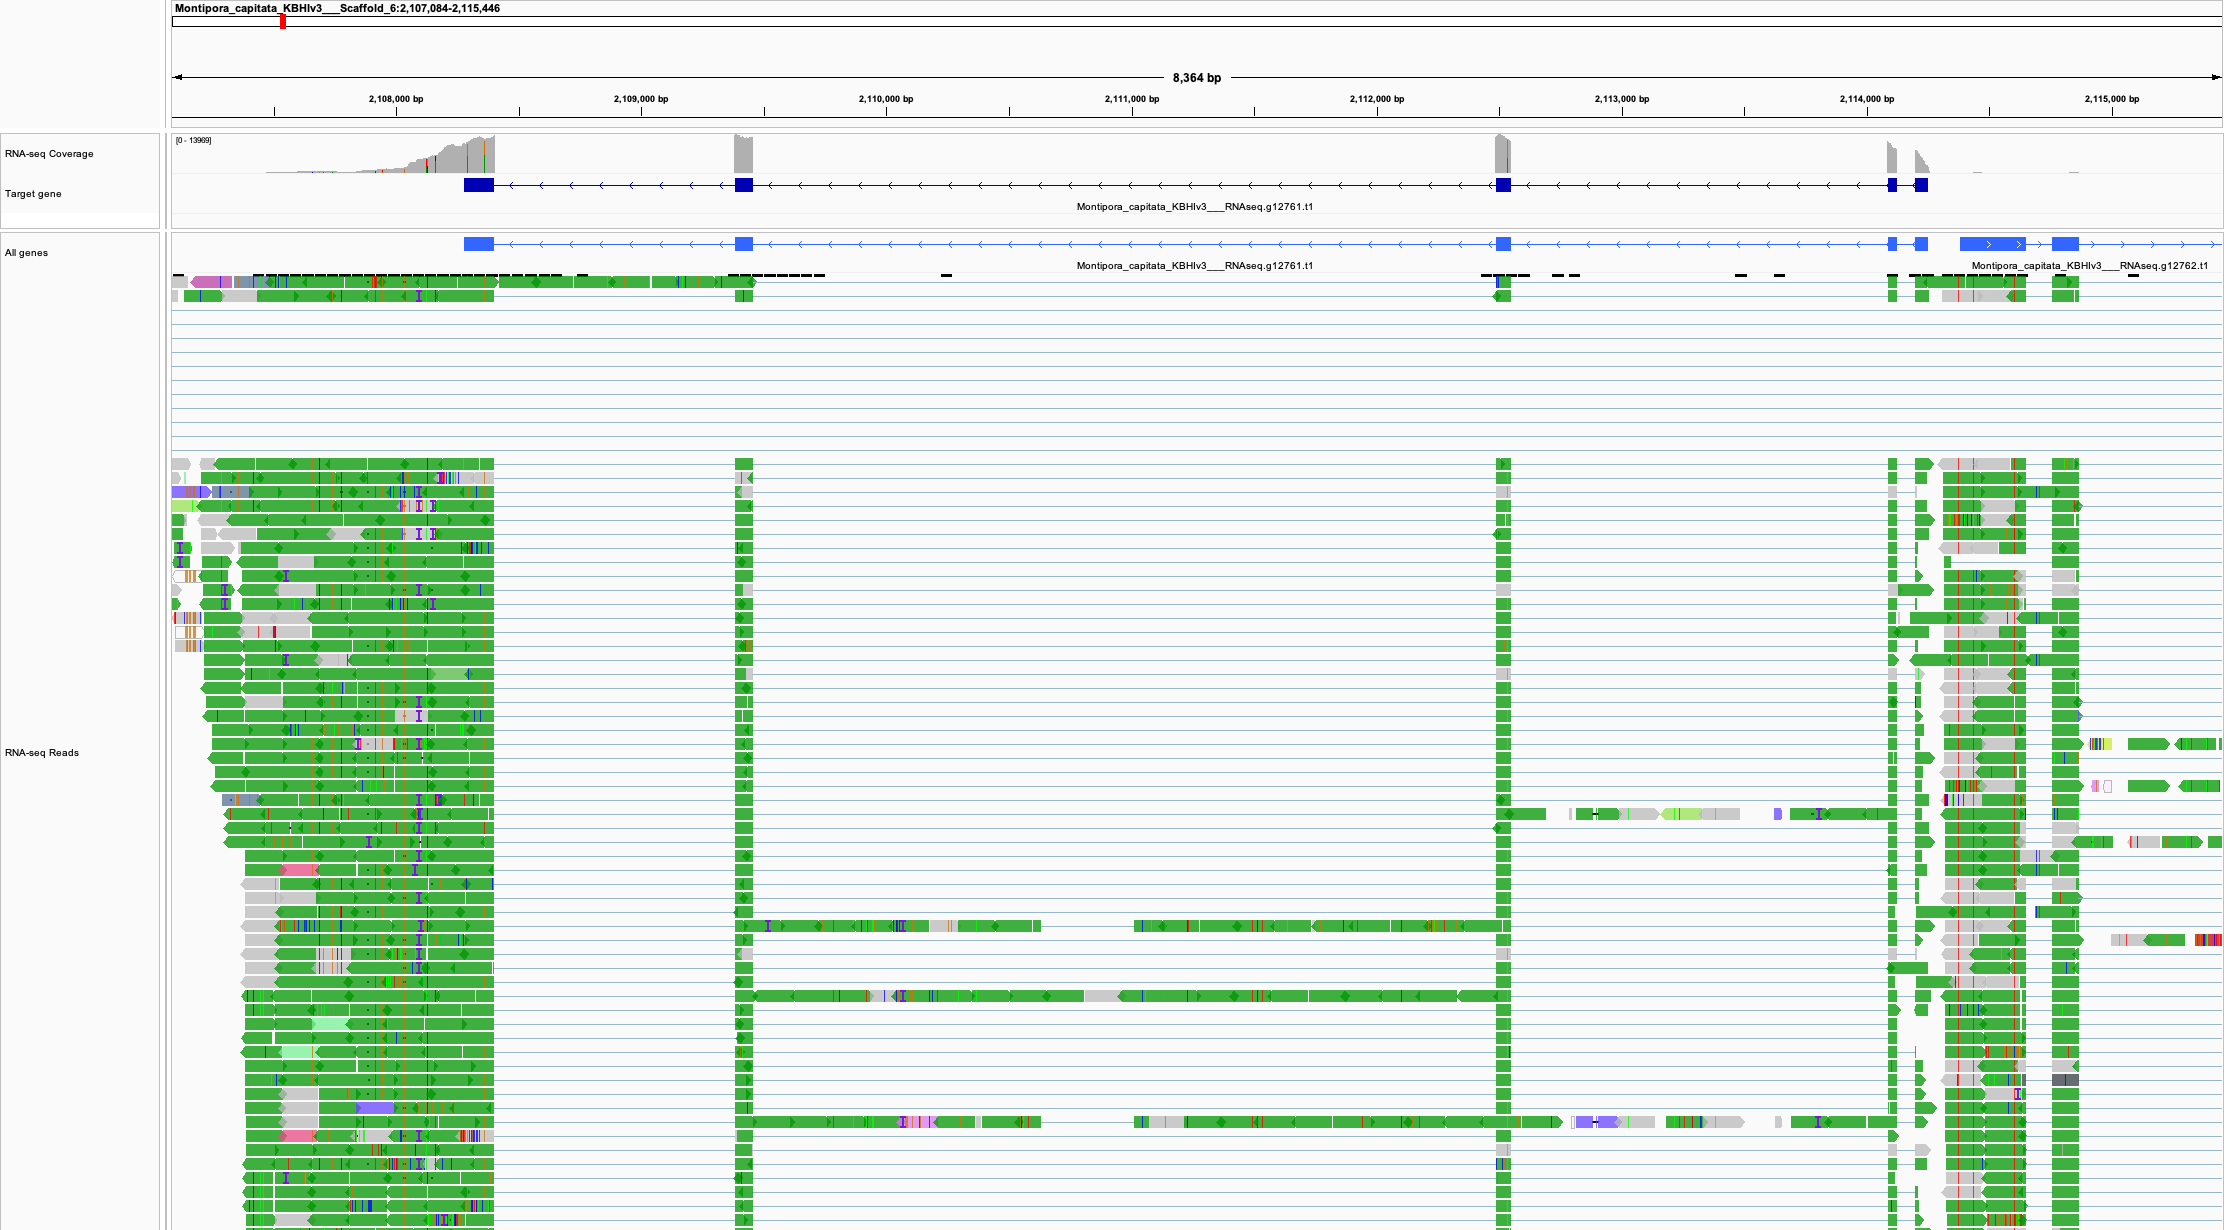 Montipora_capitata_KBHIv3___Scaffold_6:2,107,084-2,115,446
8,364 bp
2,108,000 bp 2,109,000 bp 2,110,000 bp 2,111,000 bp 2,112,000 bp 2,113,000 bp 2,114,000 bp 2,115,000 bp
[0 - 13969]
RNA-seq Coverage
Target gene
Montipora_capitata_KBHIv3___RNAseq.g12761.t1
All genes
Montipora_capitata_KBHIv3___RNAseq.g12761.t1 Montipora_capitata_KBHIv3___RNAseq.g12762.t1
RNA-seq Reads